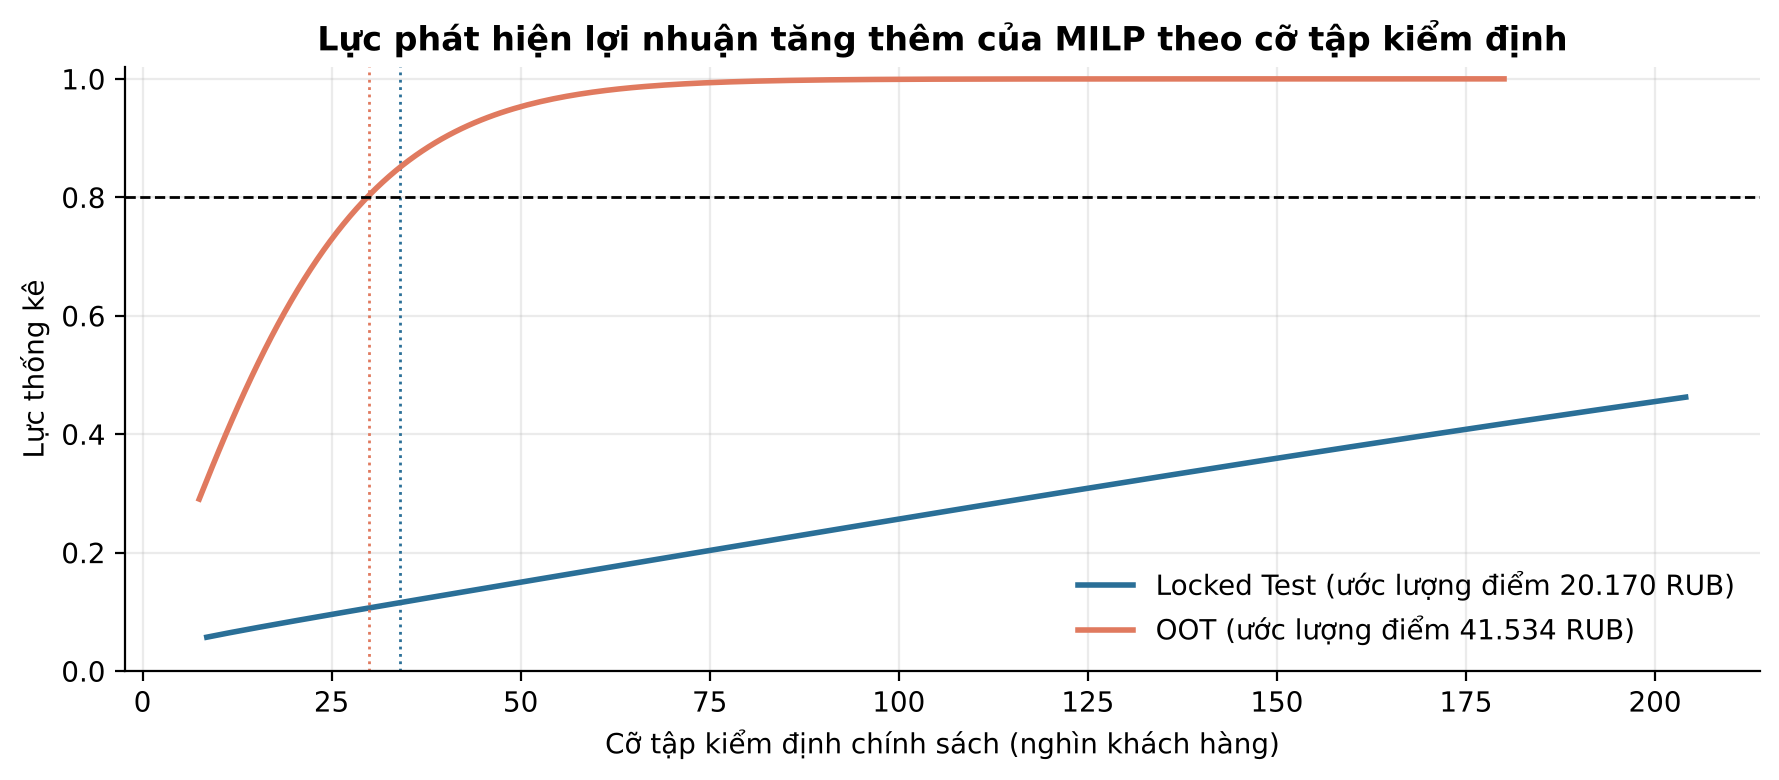 Lực phát hiện lợi nhuận tăng thêm của MILP theo cỡ tập kiểm định
Lực thống kê
1.0
0.8
0.6
0.4
0.2
0.0
Locked Test (ước lượng điểm 20.170 RUB)
OOT (ước lượng điểm 41.534 RUB)
0 25 50 75 100 125 150 175 200
Cỡ tập kiểm định chính sách (nghìn khách hàng)